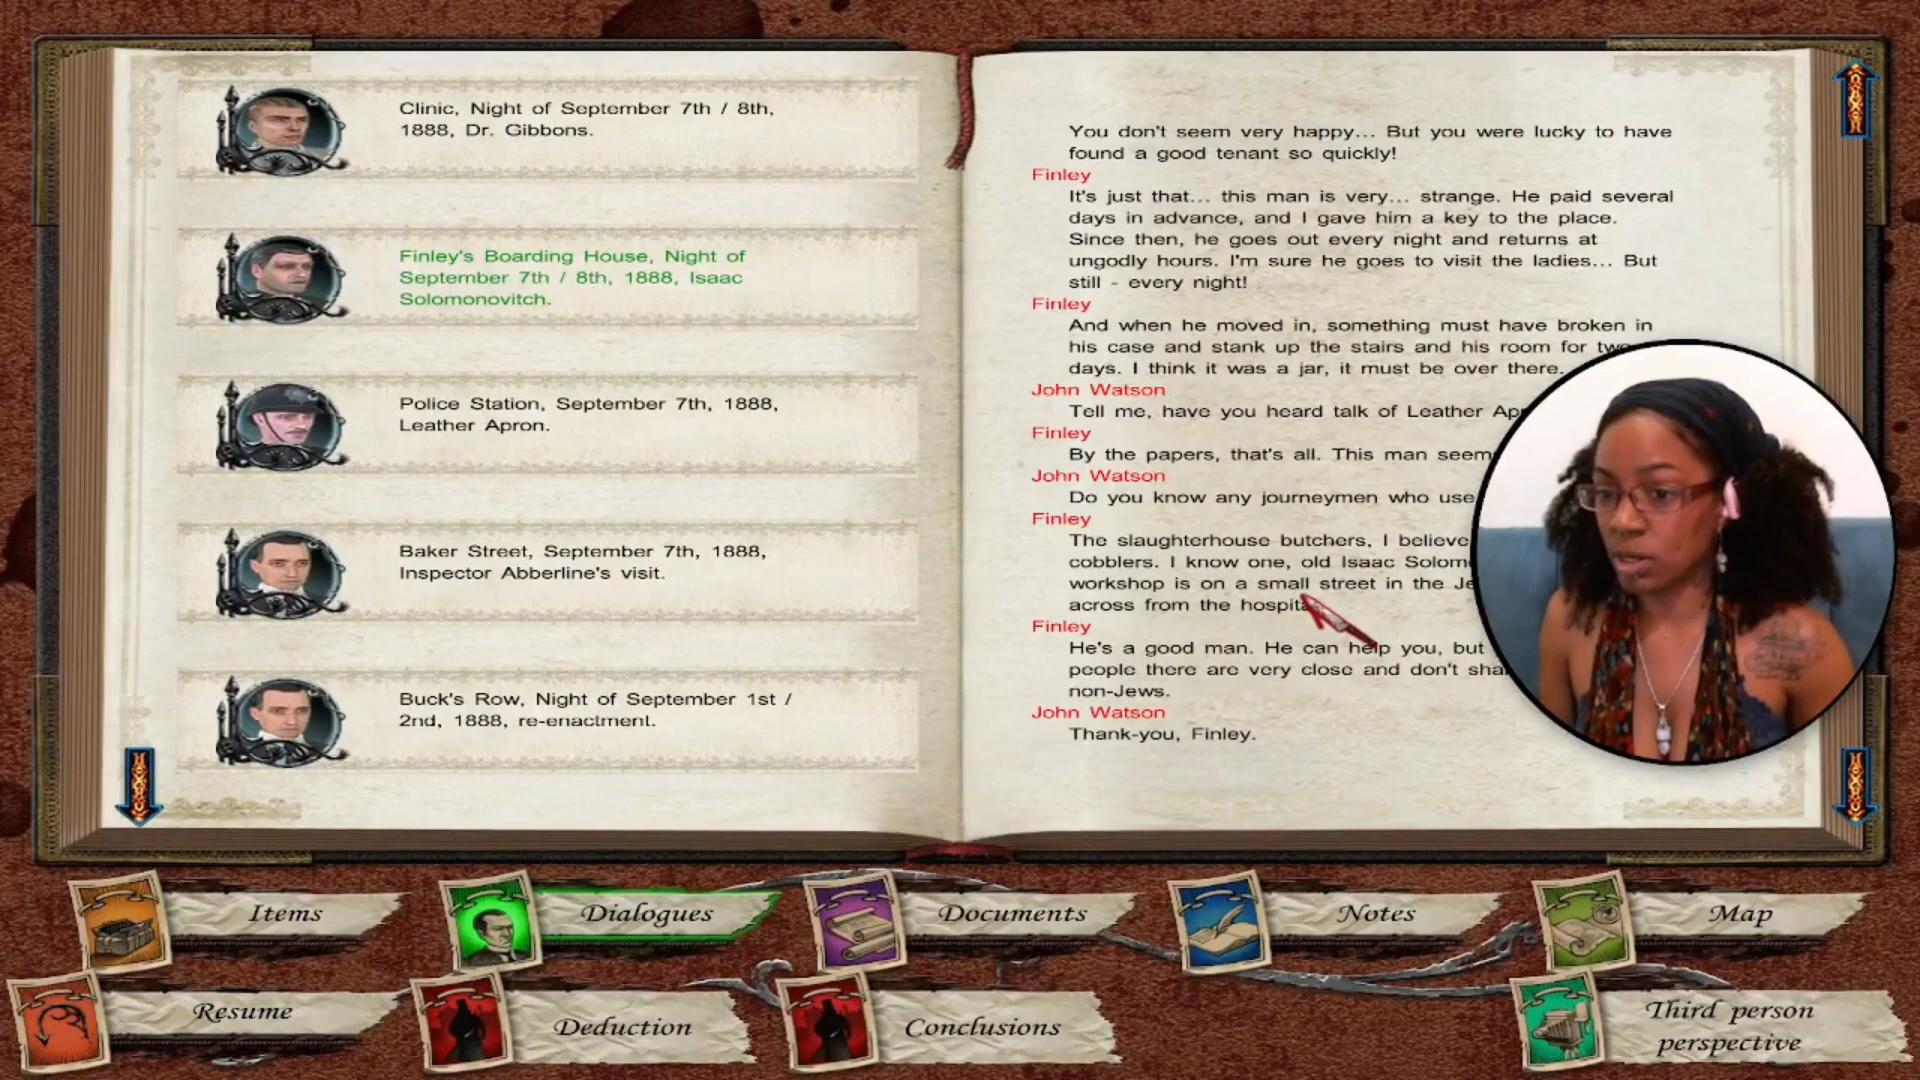 Clinic, Night of September 7th / 8th,
1888, Dr. Gibbons.
Finley's Boarding House, Night of
September 7th / 8th, 1888, Isaac
Solomonovitch.
Police Station, September 7th, 1888,
Leather Apron.
Baker Street, September 7th, 1888,
Inspector Abberline's visit.
Buck's Row, Night of September 1st /
2nd, 1888, re-enactment.
You don't seem very happy... But you were lucky to have
found a good tenant so quickly!
Finley
It's just that... this man is very... strange. He paid several
days in advance, and I gave him a key to the place.
Since then, he goes out every night and returns at
ungodly hours. I'm sure he goes to visit the ladies... But
still - every night!
Finley
And when he moved in, something must have broken in
his case and stank up the stairs and his room for
days. I think it was a jar, it must be over there.
John Watson
Tell me, have you heard talk of Leather
Finley
By the papers, that's all. This man
John Watson
Do you know any journeymen who
Finley
The slaughterhouse butchers, I believe
cobblers. I know one, old Isaac
workshop is on a small street in the
across from the
Finley
He's a good man. He can help you, but
people there are very close and don't
non-Jews.
John Watson
Thank-you, Finley.
Items
Dialogues
Documents
Notes
Map
Resume
Deduction
Conclusions
Third person
perspective